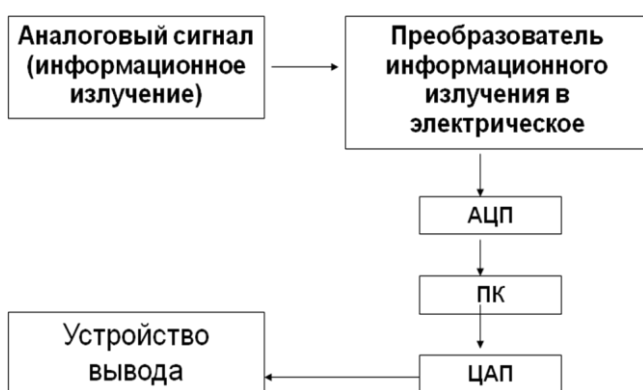 Аналоговый сигнал
(информационное
излучение)
Преобразователь
информационного
излучения в
электрическое
АЦП
ПК
ЦАП
Устройство
вывода